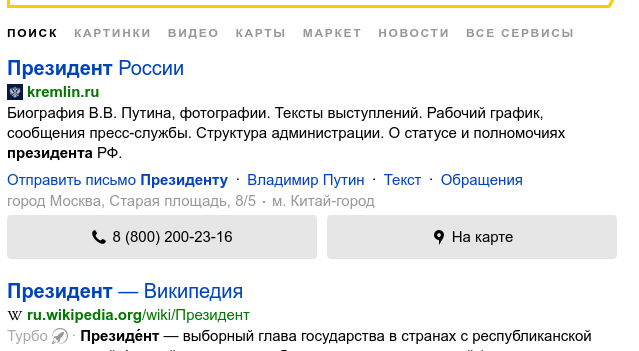 ПОИСК КАРТИНКИ ВИДЕО КАРТЫ МАРКЕТ НОВОСТИ ВСЕ СЕРВИСЫ
Президент России
kremlin.ru
Биография В.В. Путина, фотографии. Тексты выступлений. Рабочий график,
сообщения пресс-службы. Структура администрации. О статусе и полномочиях
президента РФ.
Отправить письмо Президенту · Владимир Путин · Текст · Обращения
город Москва, Старая площадь, 8/5 · м. Китай-город
8 (800) 200-23-16 На карте
Президент — Википедия
W ru.wikipedia.org/wiki/Президент
Турбо · Президе́нт — выборный глава государства в странах с республиканской